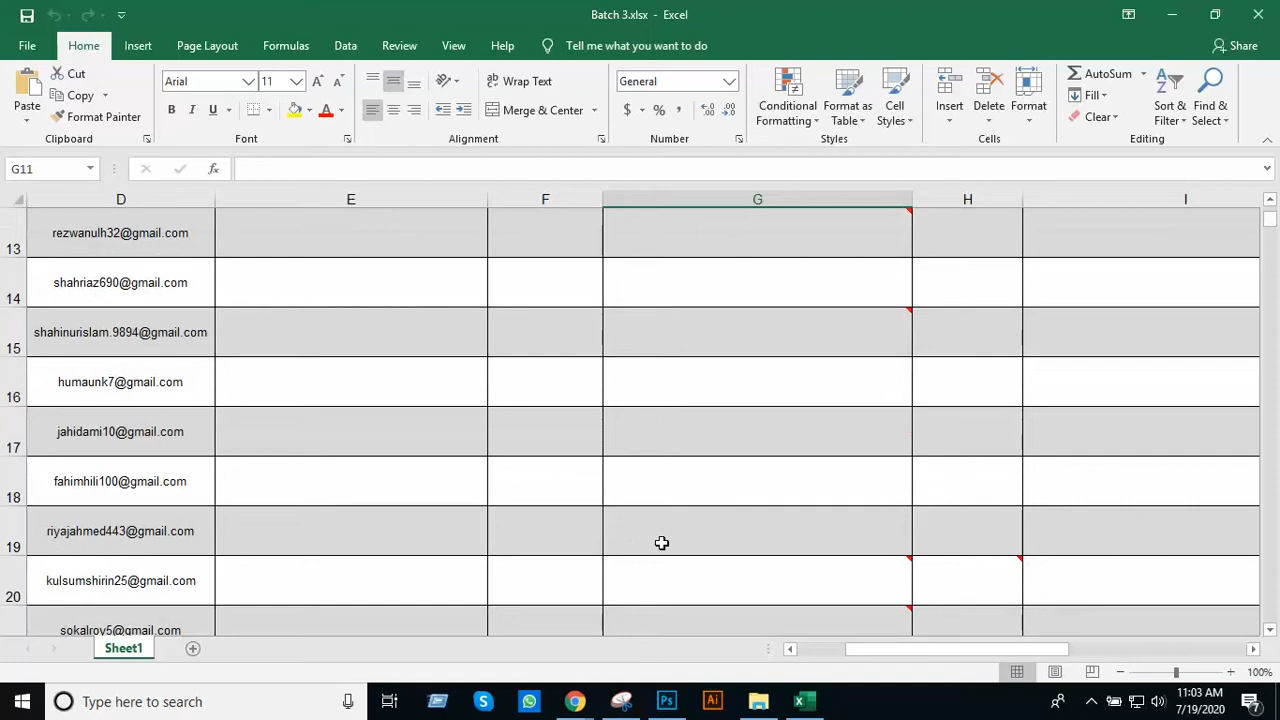 Batch 3.xlsx - Excel
File Home Insert Page Layout Formulas Data Review View Help Tell me what you want to do Share
Paste
Cut
Copy
Format Painter
Clipboard
Arial 11
B I U
Font
Wrap Text
Merge & Center
Alignment
General
$ % ,
Number
Conditional Formatting
Format as Table
Cell Styles
Styles
Insert Delete Format
Cells
AutoSum
Fill
Clear
Sort & Filter
Find & Select
Editing
G11 fx
D E F G H I
13 rezwanulh32@gmail.com
14 shahriaz690@gmail.com
15 shahinurislam.9894@gmail.com
16 humaunk7@gmail.com
17 jahidami10@gmail.com
18 fahimhili100@gmail.com
19 riyajahmed443@gmail.com
20 kulsumshirin25@gmail.com
sokalroy5@gmail.com
Sheet1
100%
Type here to search
11:03 AM
7/19/2020
7